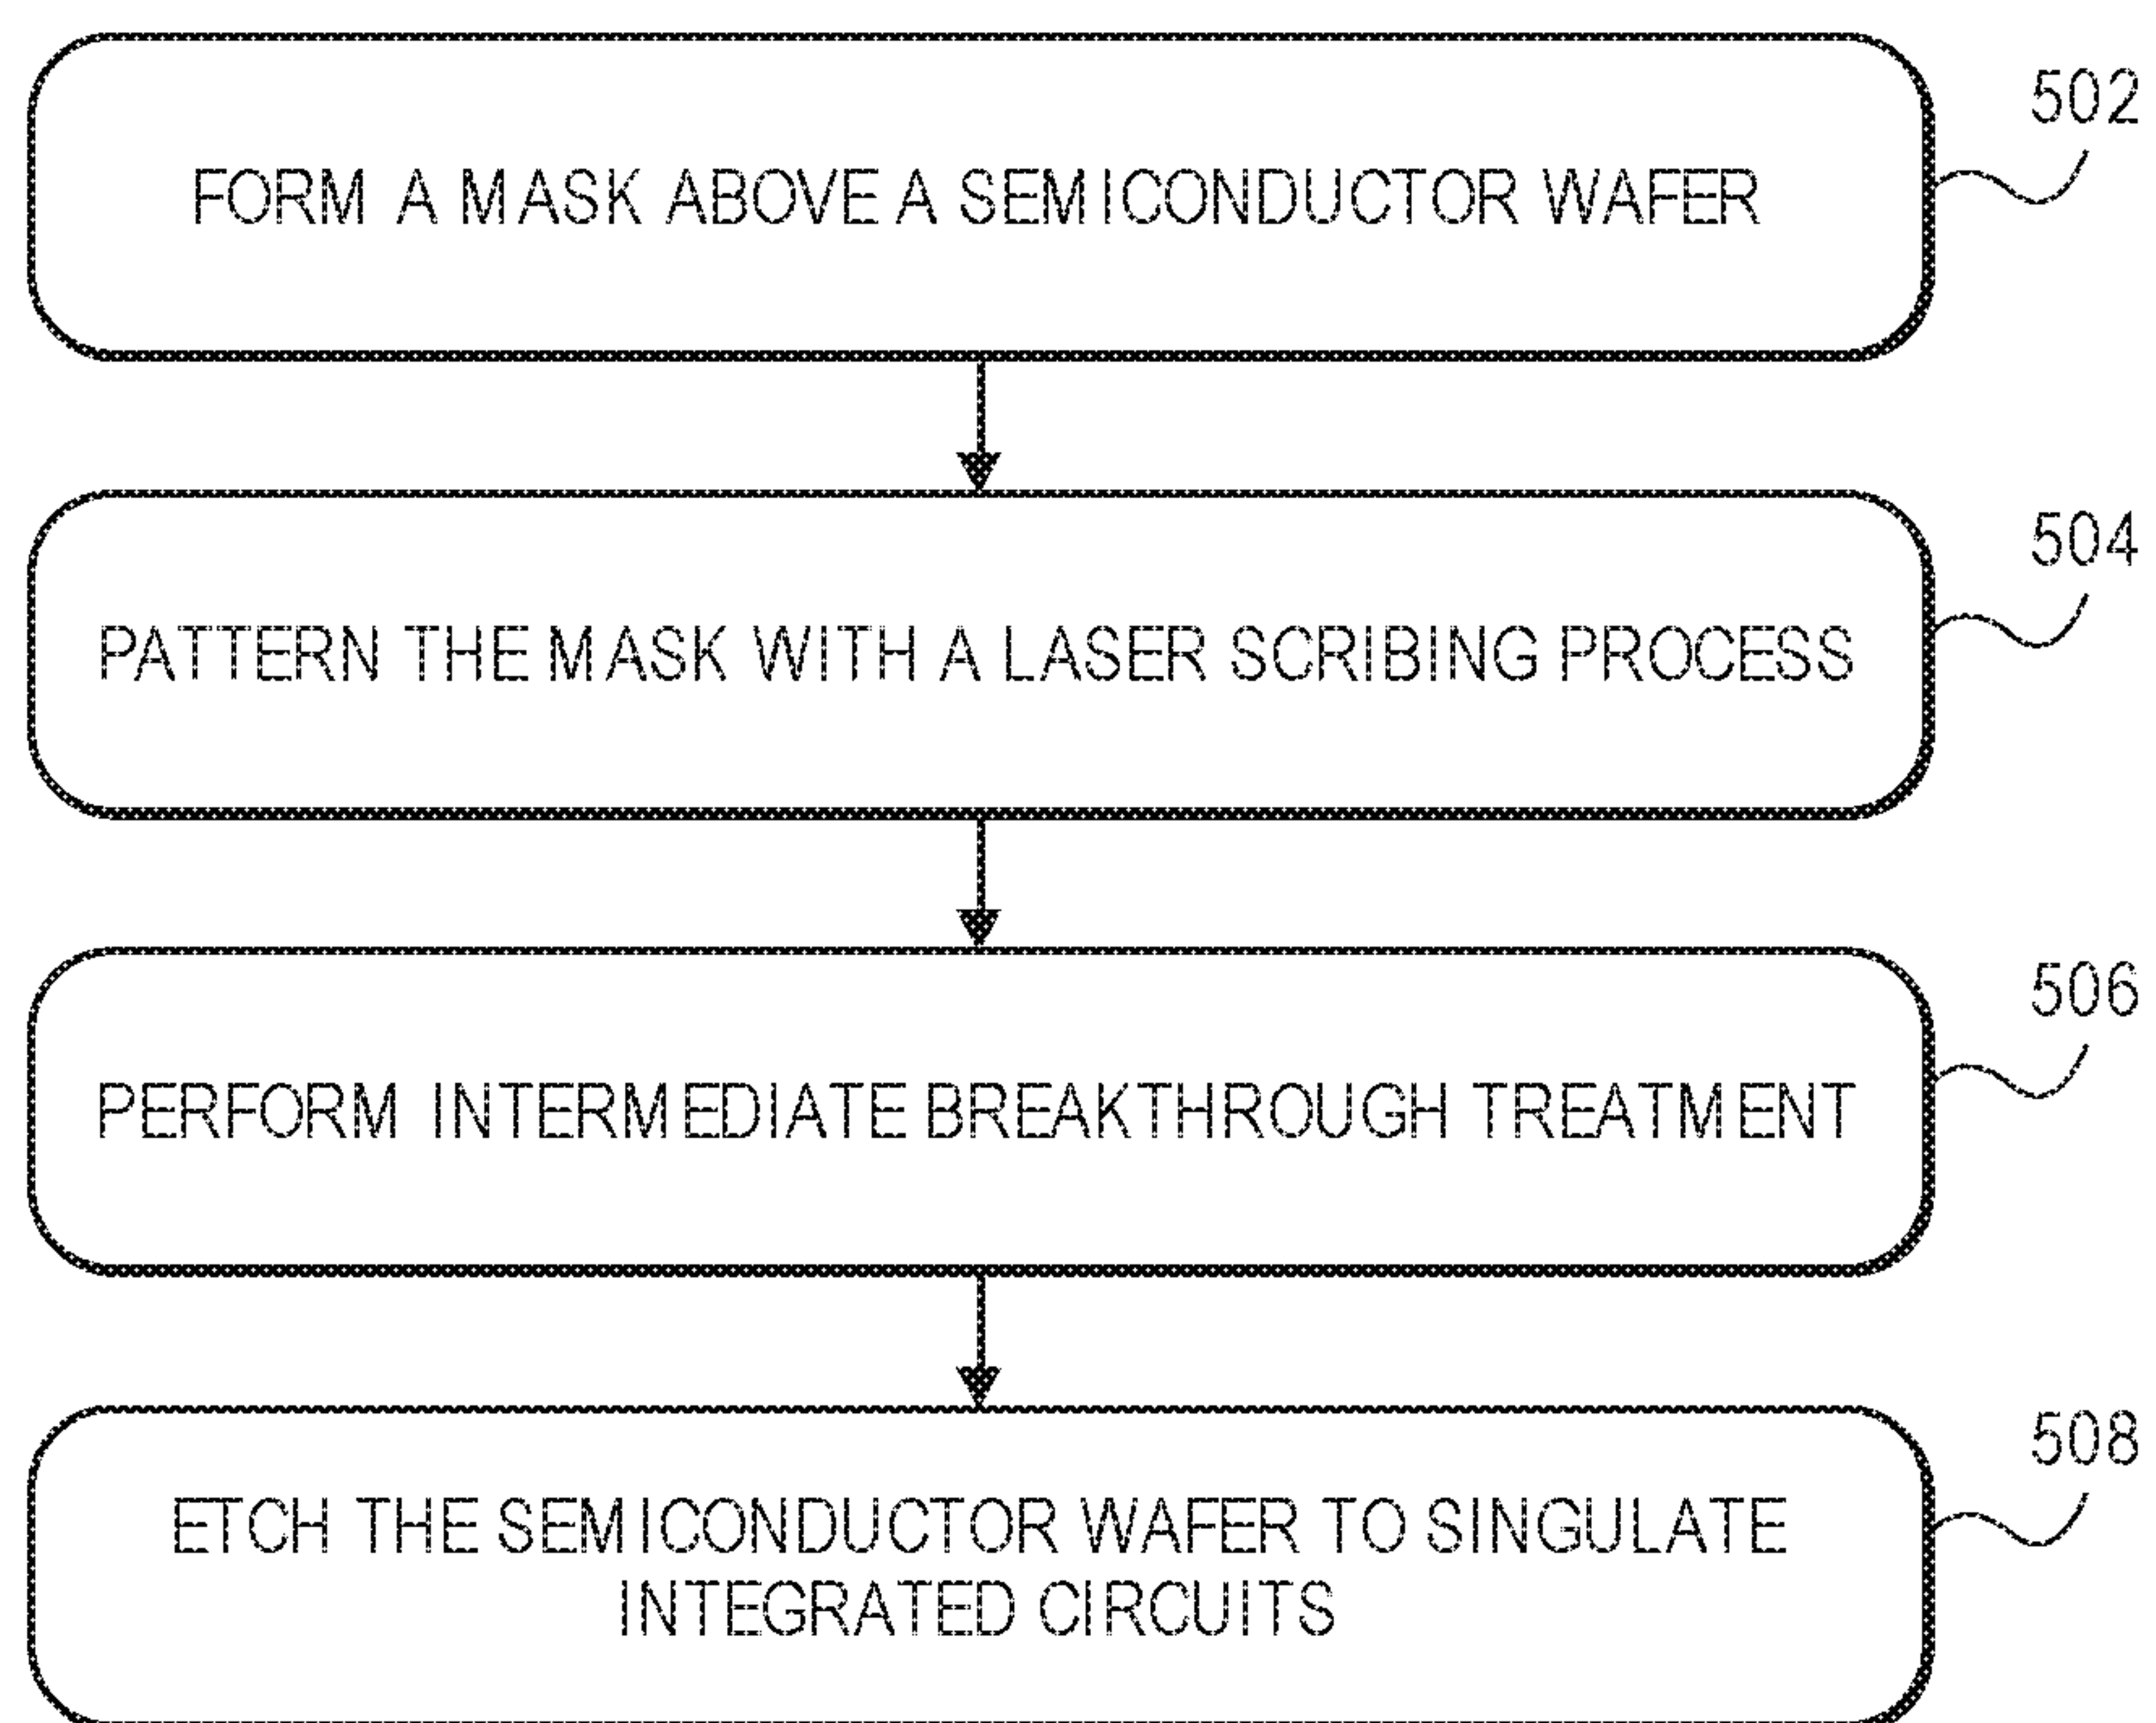 502
FORM A MASK ABOVE A SEMICONDUCTOR WAFER
504
PATTERN THE MASK WITH A LASER SCRIBING PROCESS
506
PERFORM INTERMEDIATE BREAKTHROUGH TREATMENT
508
ETCH THE SEMICONDUCTOR WAFER TO SINGULATE
INTEGRATED CIRCUITS